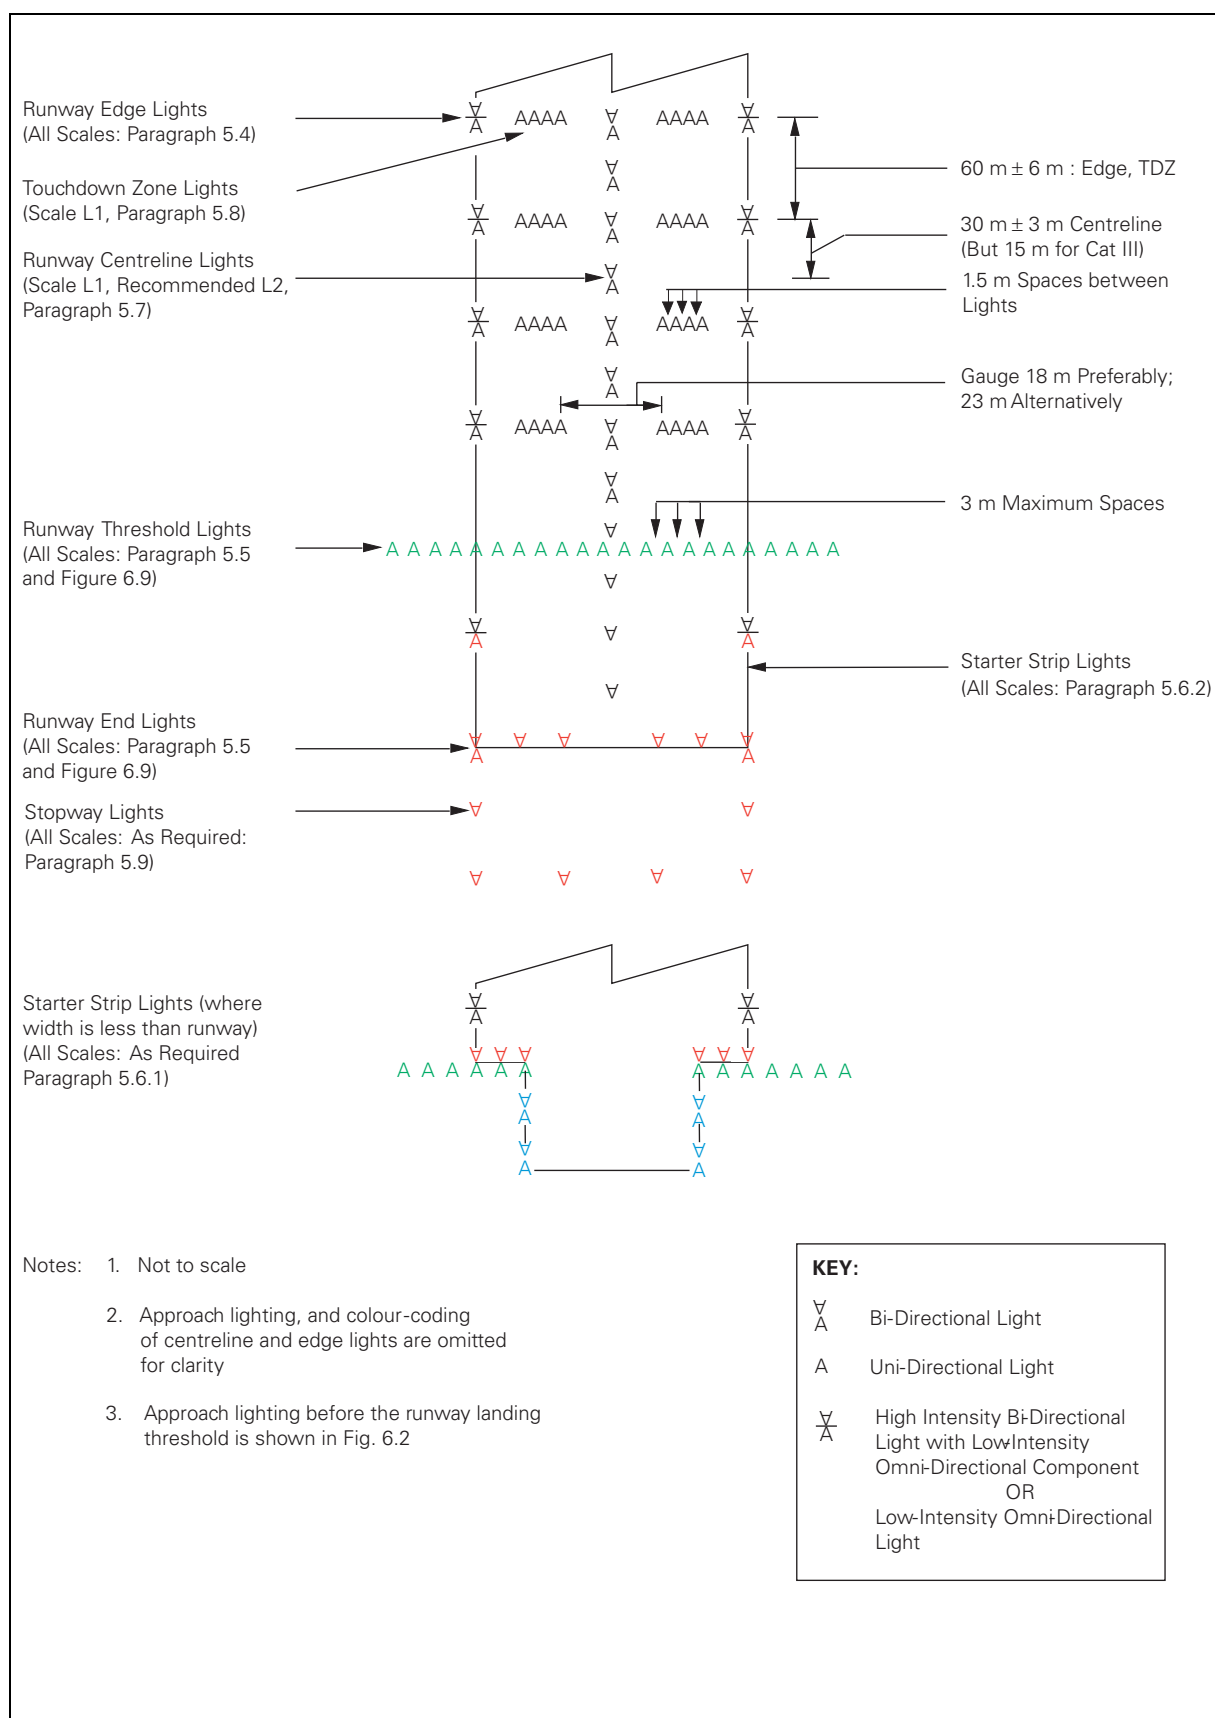 Runway Edge Lights
(All Scales: Paragraph 5.4)
Touchdown Zone Lights
(Scale L1, Paragraph 5.8)
Runway Centreline Lights
(Scale L1, Recommended L2,
Paragraph 5.7)
60 m ± 6 m : Edge, TDZ
30 m ± 3 m Centreline
(But 15 m for Cat III)
1.5 m Spaces between
Lights
Gauge 18 m Preferably;
23 m Alternatively
3 m Maximum Spaces
Runway Threshold Lights
(All Scales: Paragraph 5.5
and Figure 6.9)
Starter Strip Lights
(All Scales: Paragraph 5.6.2)
Runway End Lights
(All Scales: Paragraph 5.5
and Figure 6.9)
Stopway Lights
(All Scales: As Required:
Paragraph 5.9)
Starter Strip Lights (where
width is less than runway)
(All Scales: As Required
Paragraph 5.6.1)
Notes: 1. Not to scale
2. Approach lighting, and colour-coding
of centreline and edge lights are omitted
for clarity
3. Approach lighting before the runway landing
threshold is shown in Fig. 6.2
KEY:
Bi-Directional Light
A Uni-Directional Light
High Intensity Bi-Directional
Light with Low-Intensity
Omni-Directional Component
OR
Low-Intensity Omni-Directional
Light